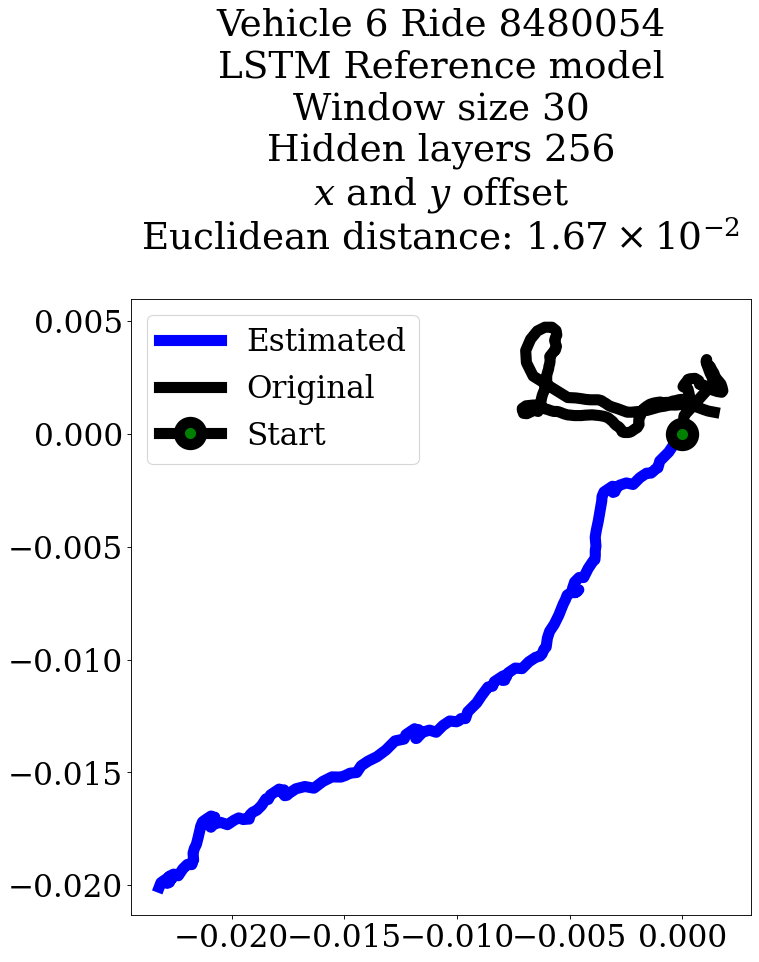 Vehicle 6 Ride 8480054
LSTM Reference model
Window size 30
Hidden layers 256
x and y offset
Euclidean distance: 1.67 × 10⁻²
Estimated
Original
Start
0.005
0.000
−0.005
−0.010
−0.015
−0.020
−0.020 −0.015 −0.010 −0.005 0.000